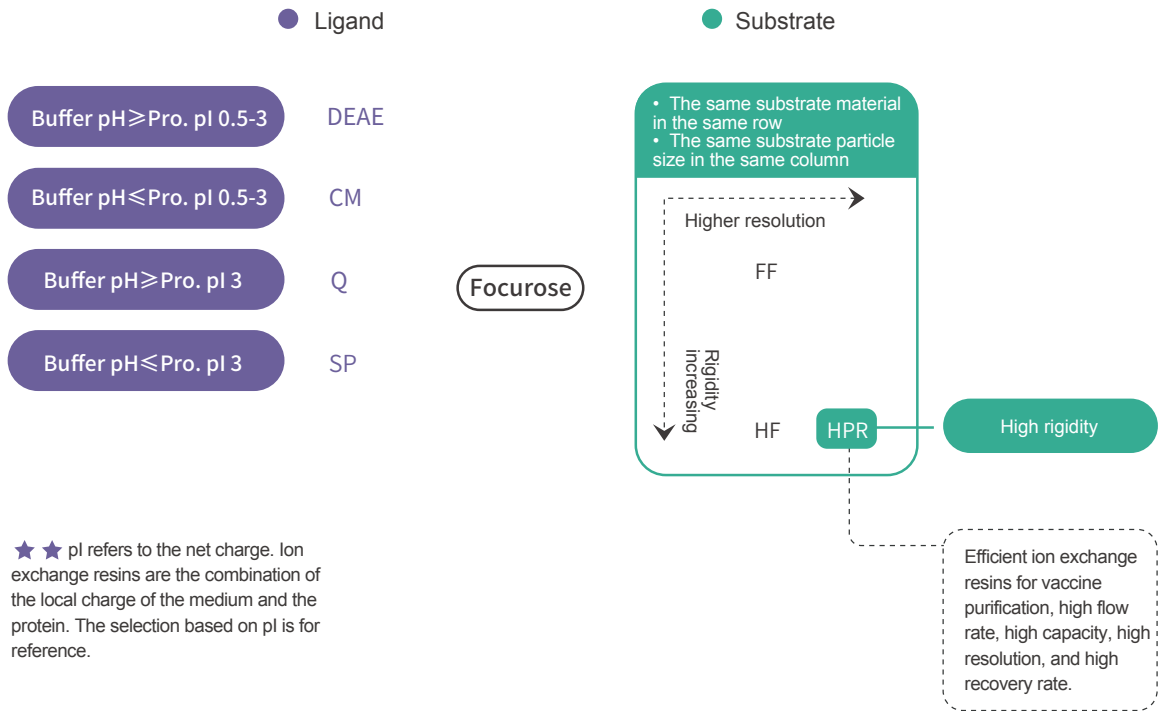 Ligand
Substrate
Buffer pH≥Pro. pI 0.5-3
DEAE
Buffer pH≤Pro. pI 0.5-3
CM
Buffer pH≥Pro. pI 3
Q
Buffer pH≤Pro. pI 3
SP
Focurose
• The same substrate material
in the same row
• The same substrate particle
size in the same column
Higher resolution
FF
Rigidity
increasing
HF
HPR
High rigidity
★ ★ pI refers to the net charge. Ion
exchange resins are the combination of
the local charge of the medium and the
protein. The selection based on pI is for
reference.
Efficient ion exchange
resins for vaccine
purification, high flow
rate, high capacity, high
resolution, and high
recovery rate.